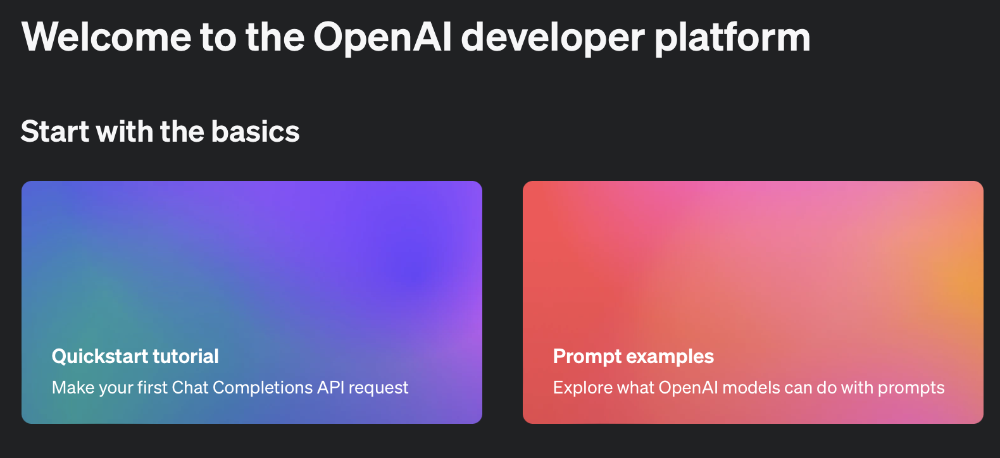 Welcome to the OpenAI developer platform
Start with the basics
Quickstart tutorial
Make your first Chat Completions API request
Prompt examples
Explore what OpenAI models can do with prompts